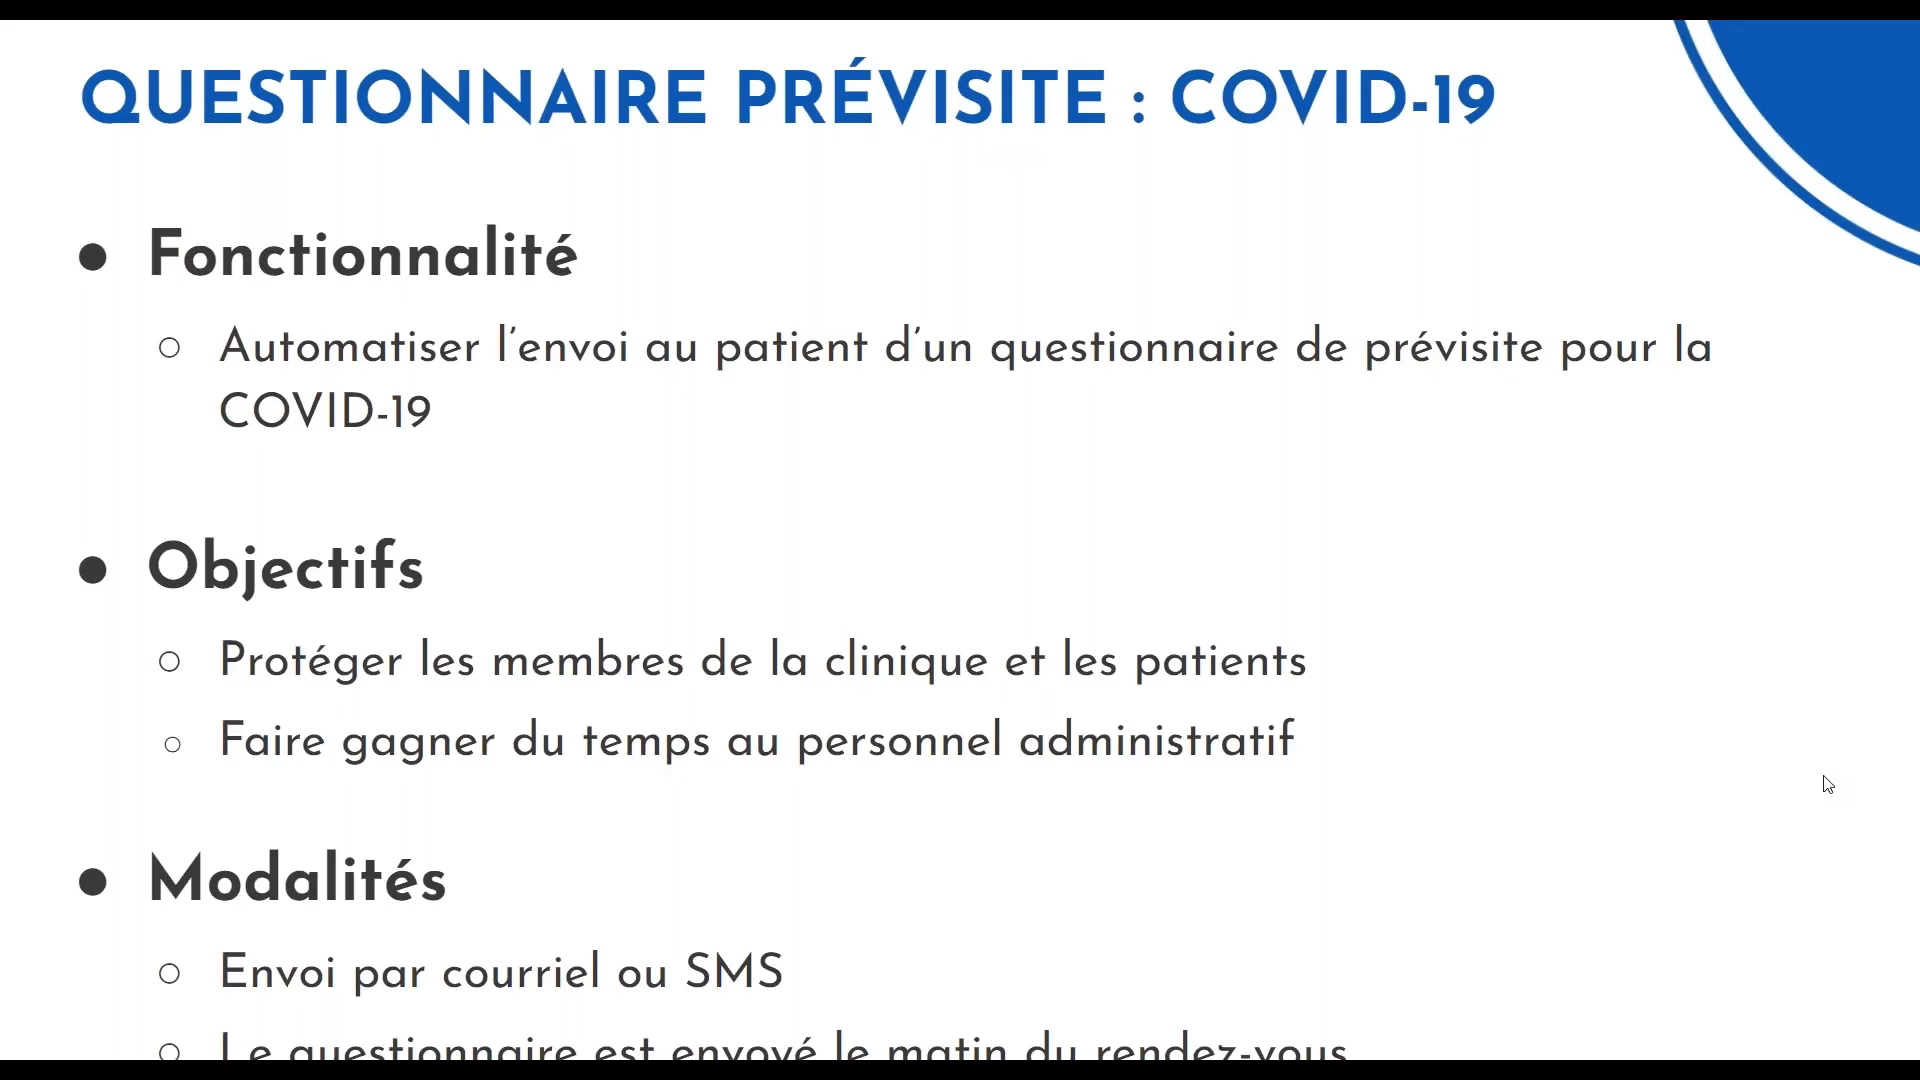 QUESTIONNAIRE PRÉVISITE : COVID-19
● Fonctionnalité
○ Automatiser l’envoi au patient d’un questionnaire de prévisite pour la
COVID-19
● Objectifs
○ Protéger les membres de la clinique et les patients
○ Faire gagner du temps au personnel administratif
● Modalités
○ Envoi par courriel ou SMS
○ Le questionnaire est envoyé le matin du rendez-vous